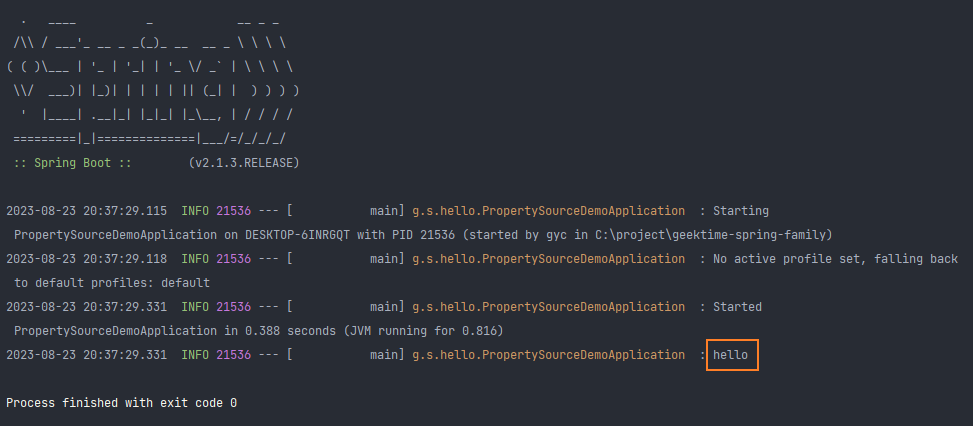 .   ____          _            __ _ _
 /\\ / ___'_ __ _ _(_)_ __  __ _ \ \ \ \
( ( )\___ | '_ | '_| | '_ \/ _` | \ \ \ \
 \\/  ___)| |_)| | | | | || (_| |  ) ) ) )
  '  |____| .__|_| |_|_| |_\__, | / / / /
 =========|_|==============|___/=/_/_/_/
 :: Spring Boot ::        (v2.1.3.RELEASE)
2023-08-23 20:37:29.115  INFO 21536 --- [           main] g.s.hello.PropertySourceDemoApplication  : Starting
 PropertySourceDemoApplication on DESKTOP-6INRGQT with PID 21536 (started by gyc in C:\project\geektime-spring-family)
2023-08-23 20:37:29.118  INFO 21536 --- [           main] g.s.hello.PropertySourceDemoApplication  : No active profile set, falling back
 to default profiles: default
2023-08-23 20:37:29.331  INFO 21536 --- [           main] g.s.hello.PropertySourceDemoApplication  : Started
 PropertySourceDemoApplication in 0.388 seconds (JVM running for 0.816)
2023-08-23 20:37:29.331  INFO 21536 --- [           main] g.s.hello.PropertySourceDemoApplication  : hello
Process finished with exit code 0